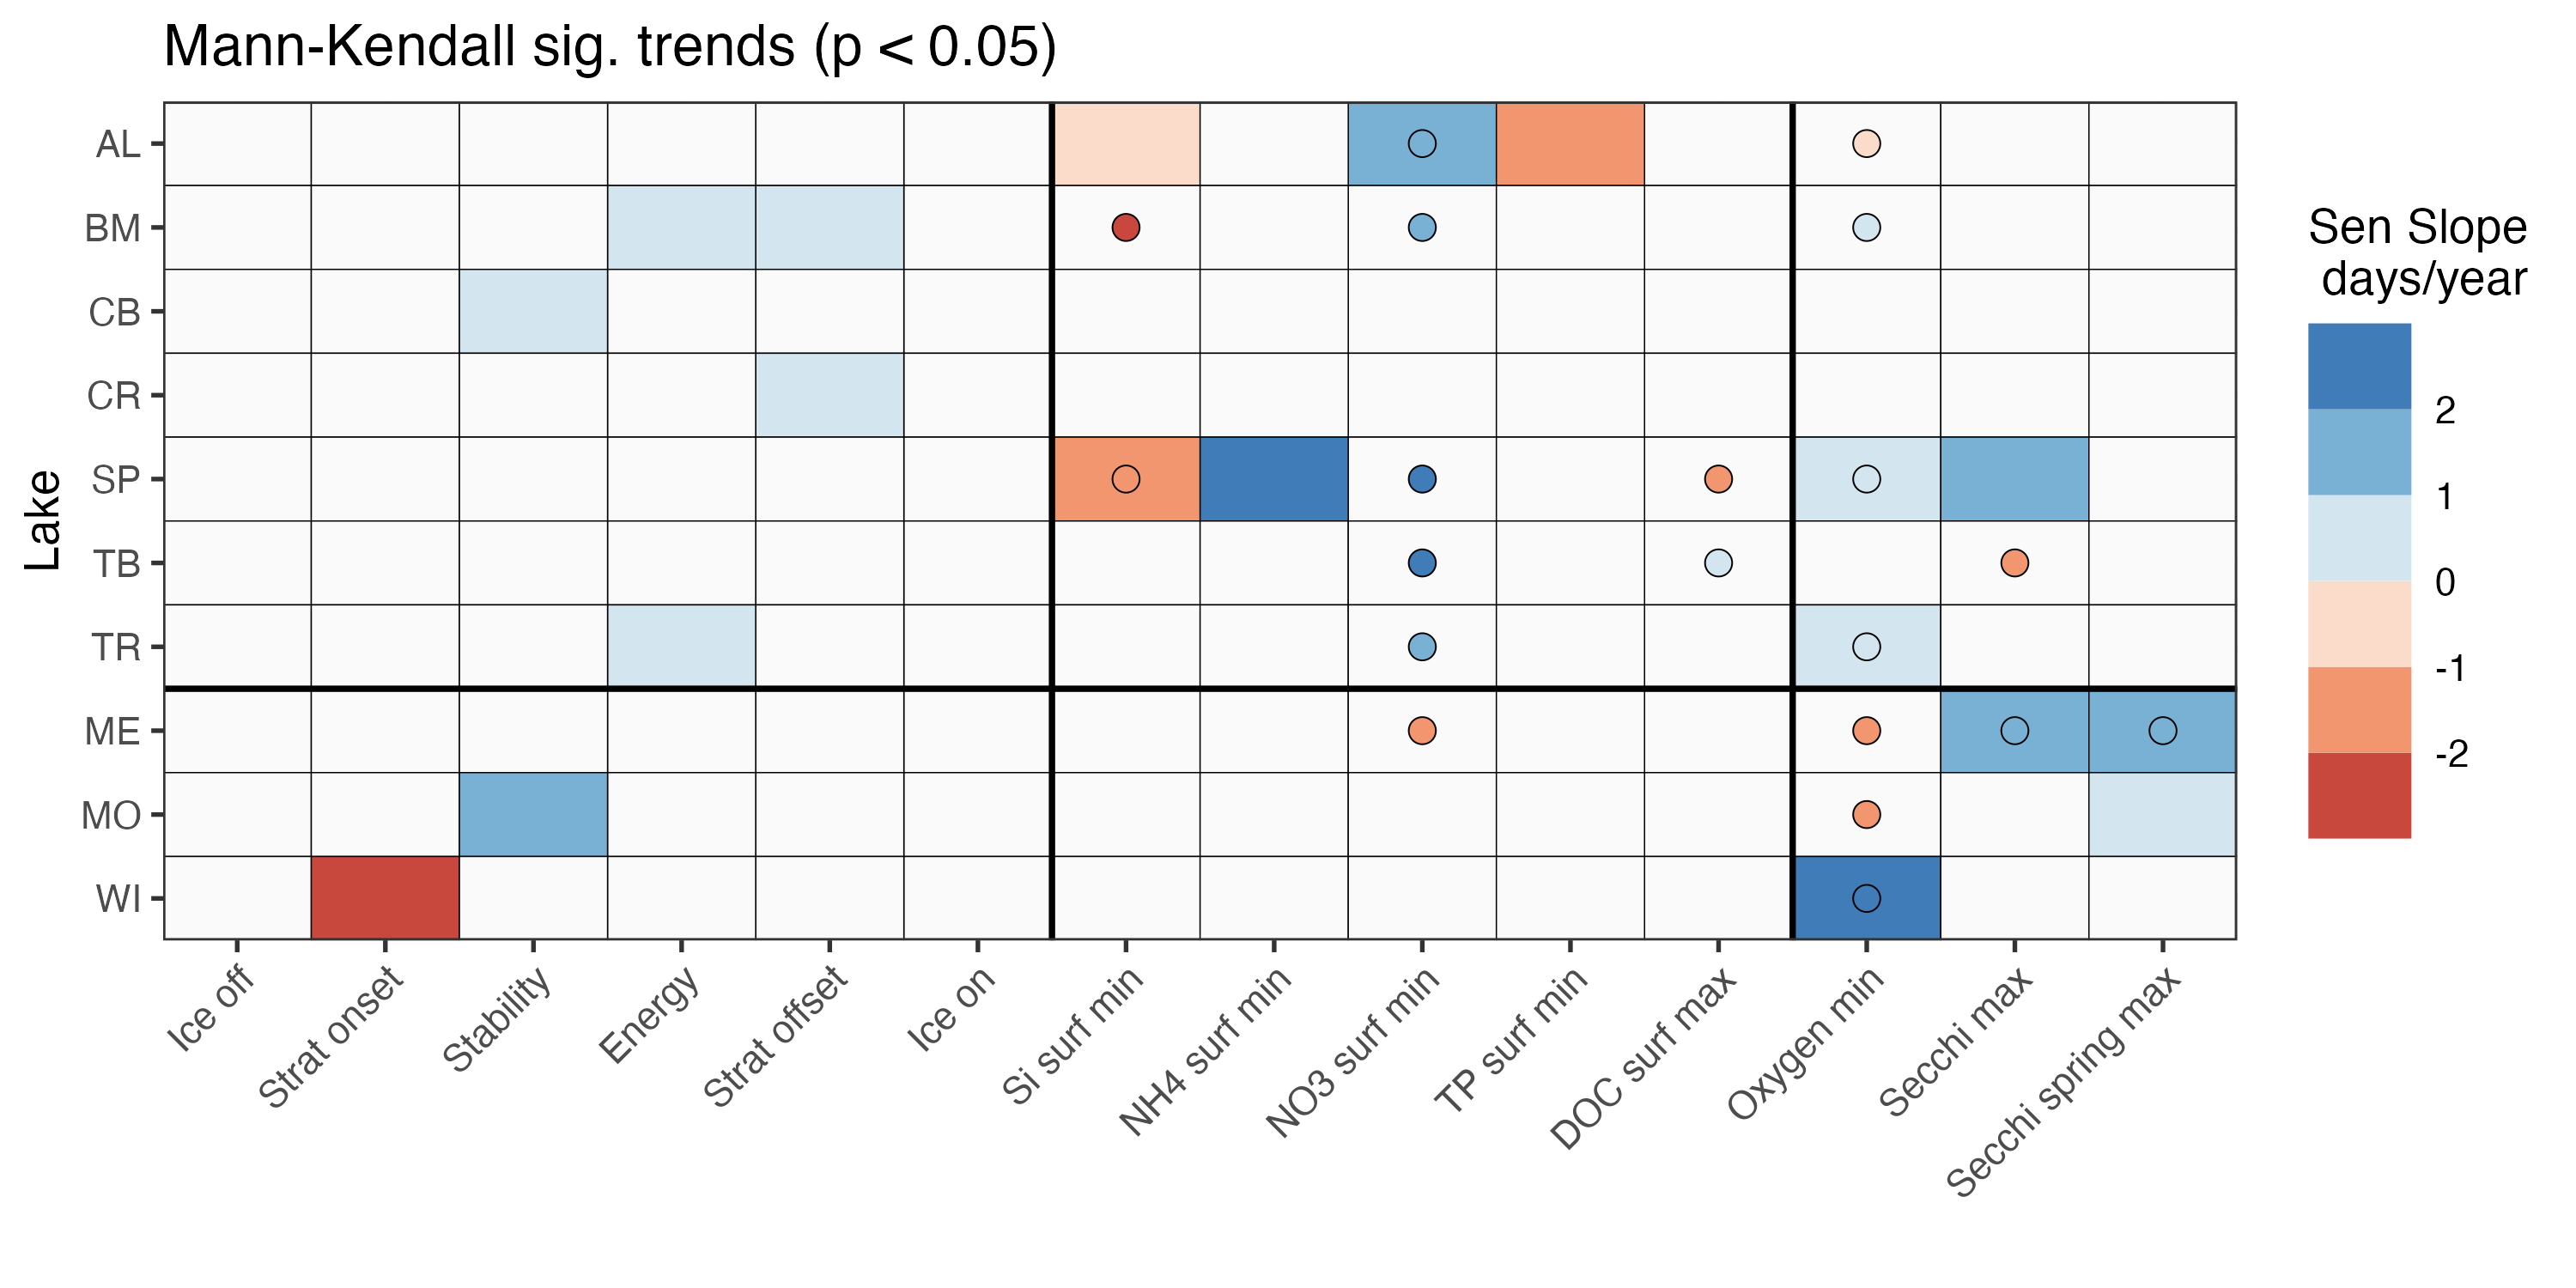 Mann-Kendall sig. trends (p < 0.05)
Lake
AL
BM
CB
CR
SP
TB
TR
ME
MO
WI
Ice off
Strat onset
Stability
Energy
Strat offset
Ice on
Si surf min
NH4 surf min
NO3 surf min
TP surf min
DOC surf max
Oxygen min
Secchi max
Secchi spring max
Sen Slope
days/year
2
1
0
-1
-2